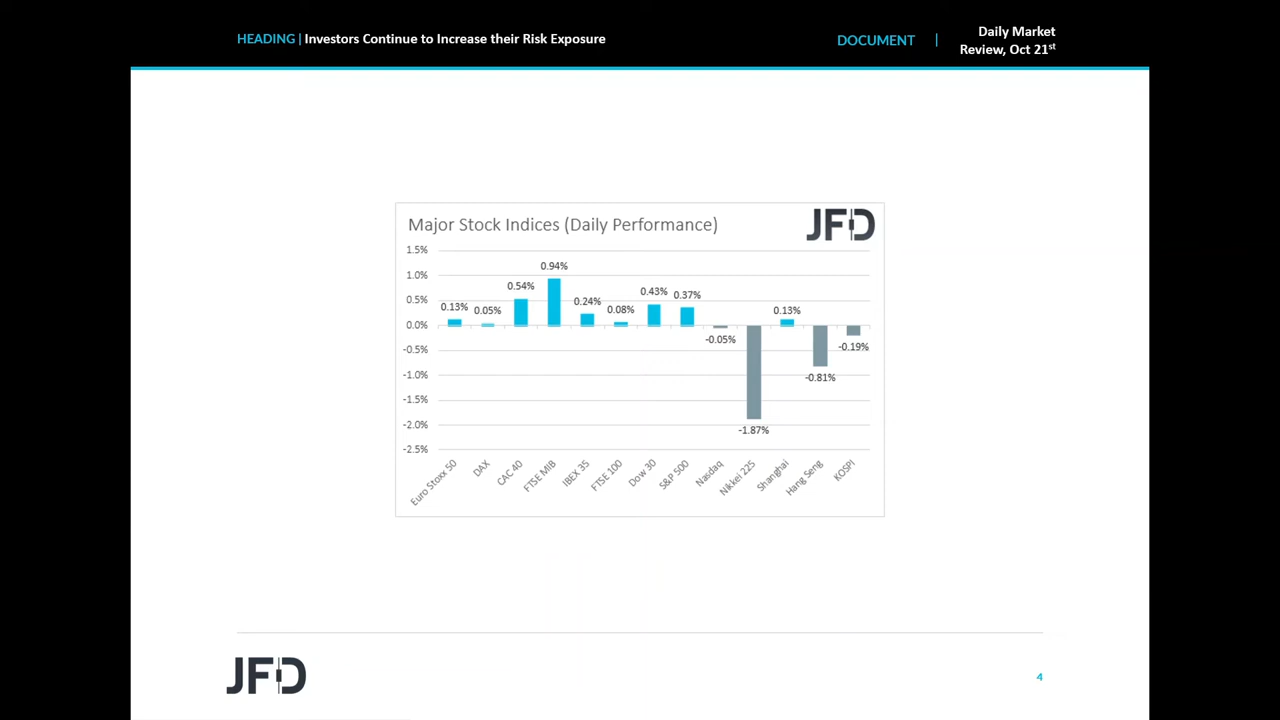 HEADING | Investors Continue to Increase their Risk Exposure
DOCUMENT |
Daily Market
Review, Oct 21st
Major Stock Indices (Daily Performance)
JFD
1.5%
1.0%
0.5%
0.0%
-0.5%
-1.0%
-1.5%
-2.0%
-2.5%
0.13%
0.05%
0.54%
0.94%
0.24%
0.08%
0.43%
0.37%
-0.05%
-1.87%
0.13%
-0.81%
-0.19%
Euro Stoxx 50
DAX
CAC 40
FTSE MIB
IBEX 35
FTSE 100
Dow 30
S&P 500
Nasdaq
Nikkei 225
Shanghai
Hang Seng
KOSPI
JFD
4